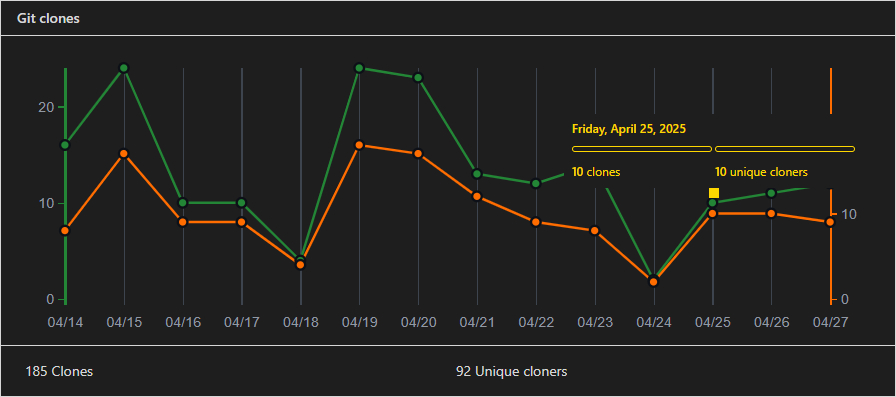 Git clones
20
10
0
Friday, April 25, 2025
10 clones
10 unique cloners
10
0
04/14 04/15 04/16 04/17 04/18 04/19 04/20 04/21 04/22 04/23 04/24 04/25 04/26 04/27
185 Clones
92 Unique cloners